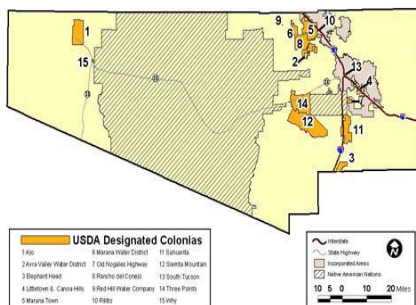 9.
10
1
6
5
8
13
15
2
4
14
12
11
3
USDA Designated Colonias
1 Ajo
2 Avra Valley Water District
3 Elephant Head
4 Littletown & Canoa Hills
5 Marana Town
6 Marana Water District
7 Old Nogales Highway
8 Rancho del Conejo
9 Red Hill Water Company
10 Rillito
11 Sahuarita
12 Sierrita Mountain
13 South Tucson
14 Three Points
15 Why
Interstate
State Highway
Incorporated Areas
Native American Nations
N
10 5 0 10 20 Miles